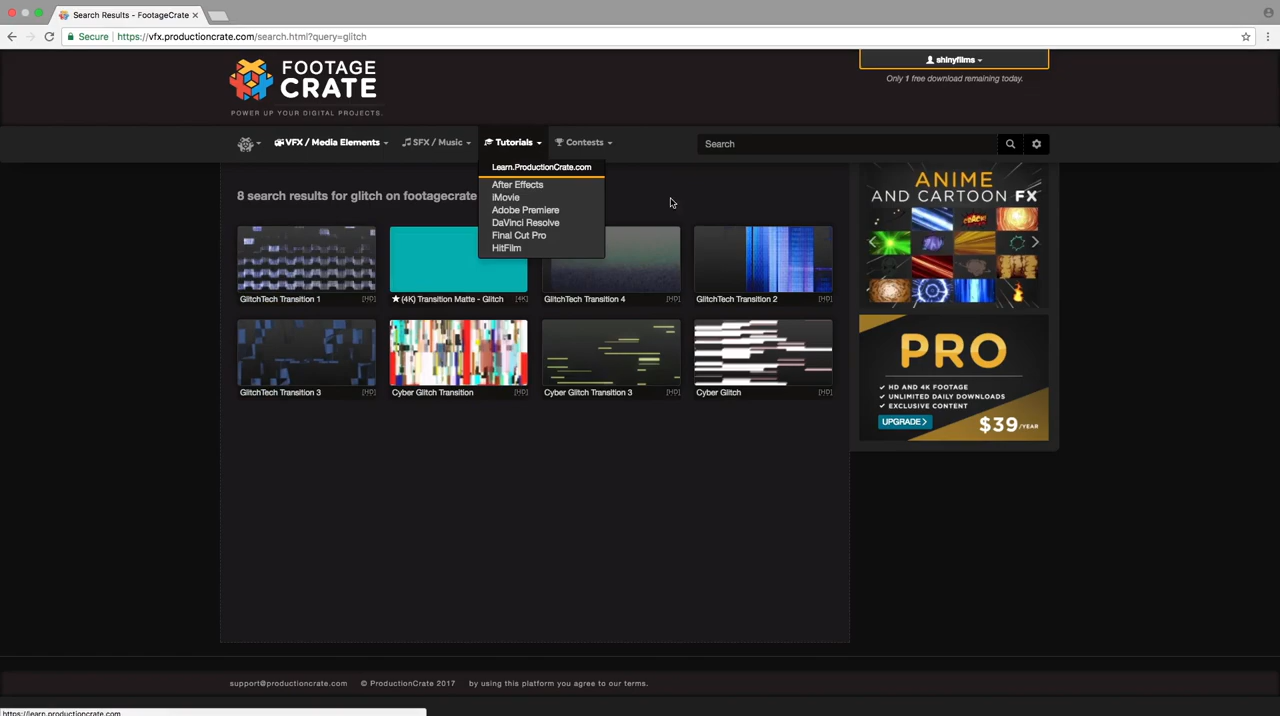 Search Results - FootageCrate
Secure https://vfx.productioncrate.com/search.html?query=glitch
FOOTAGE
CRATE
POWER UP YOUR DIGITAL PROJECTS.
shinyfilms
Only 1 free download remaining today.
VFX / Media Elements SFX / Music Tutorials Contests Search
Learn.ProductionCrate.com
After Effects
iMovie
Adobe Premiere
DaVinci Resolve
Final Cut Pro
HitFilm
8 search results for glitch on footagecrate
GlitchTech Transition 1 [HD]
(4K) Transition Matte - Glitch [4K]
GlitchTech Transition 4 [HD]
GlitchTech Transition 2 [HD]
GlitchTech Transition 3 [HD]
Cyber Glitch Transition [HD]
Cyber Glitch Transition 3 [HD]
Cyber Glitch [HD]
ANIME
AND CARTOON FX
PRO
HD AND 4K FOOTAGE
UNLIMITED DAILY DOWNLOADS
EXCLUSIVE CONTENT
UPGRADE $39/YEAR
support@productioncrate.com © ProductionCrate 2017 by using this platform you agree to our terms.
https://learn.productioncrate.com